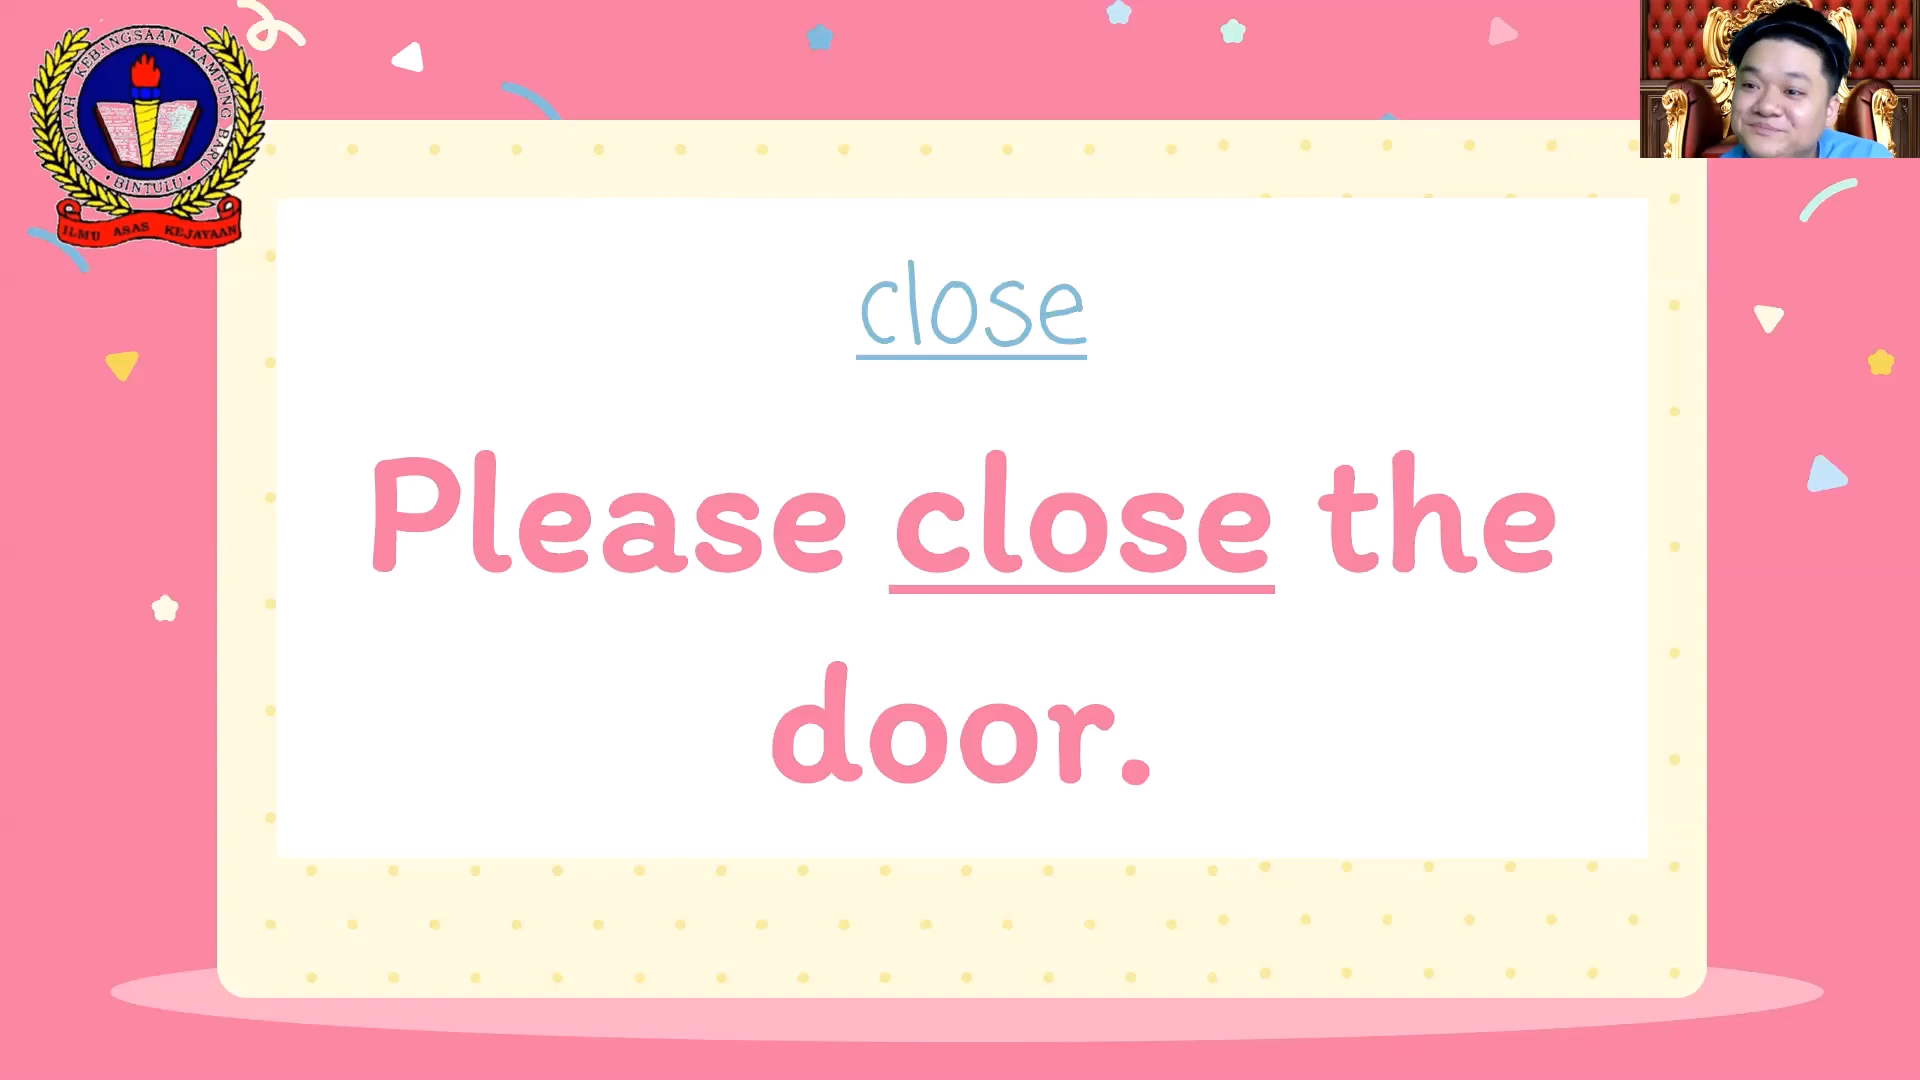 SEKOLAH KEBANGSAAN KAMPUNG BARU
• BINTULU •
ILMU ASAS KEJAYAAN
close
Please close the
door.